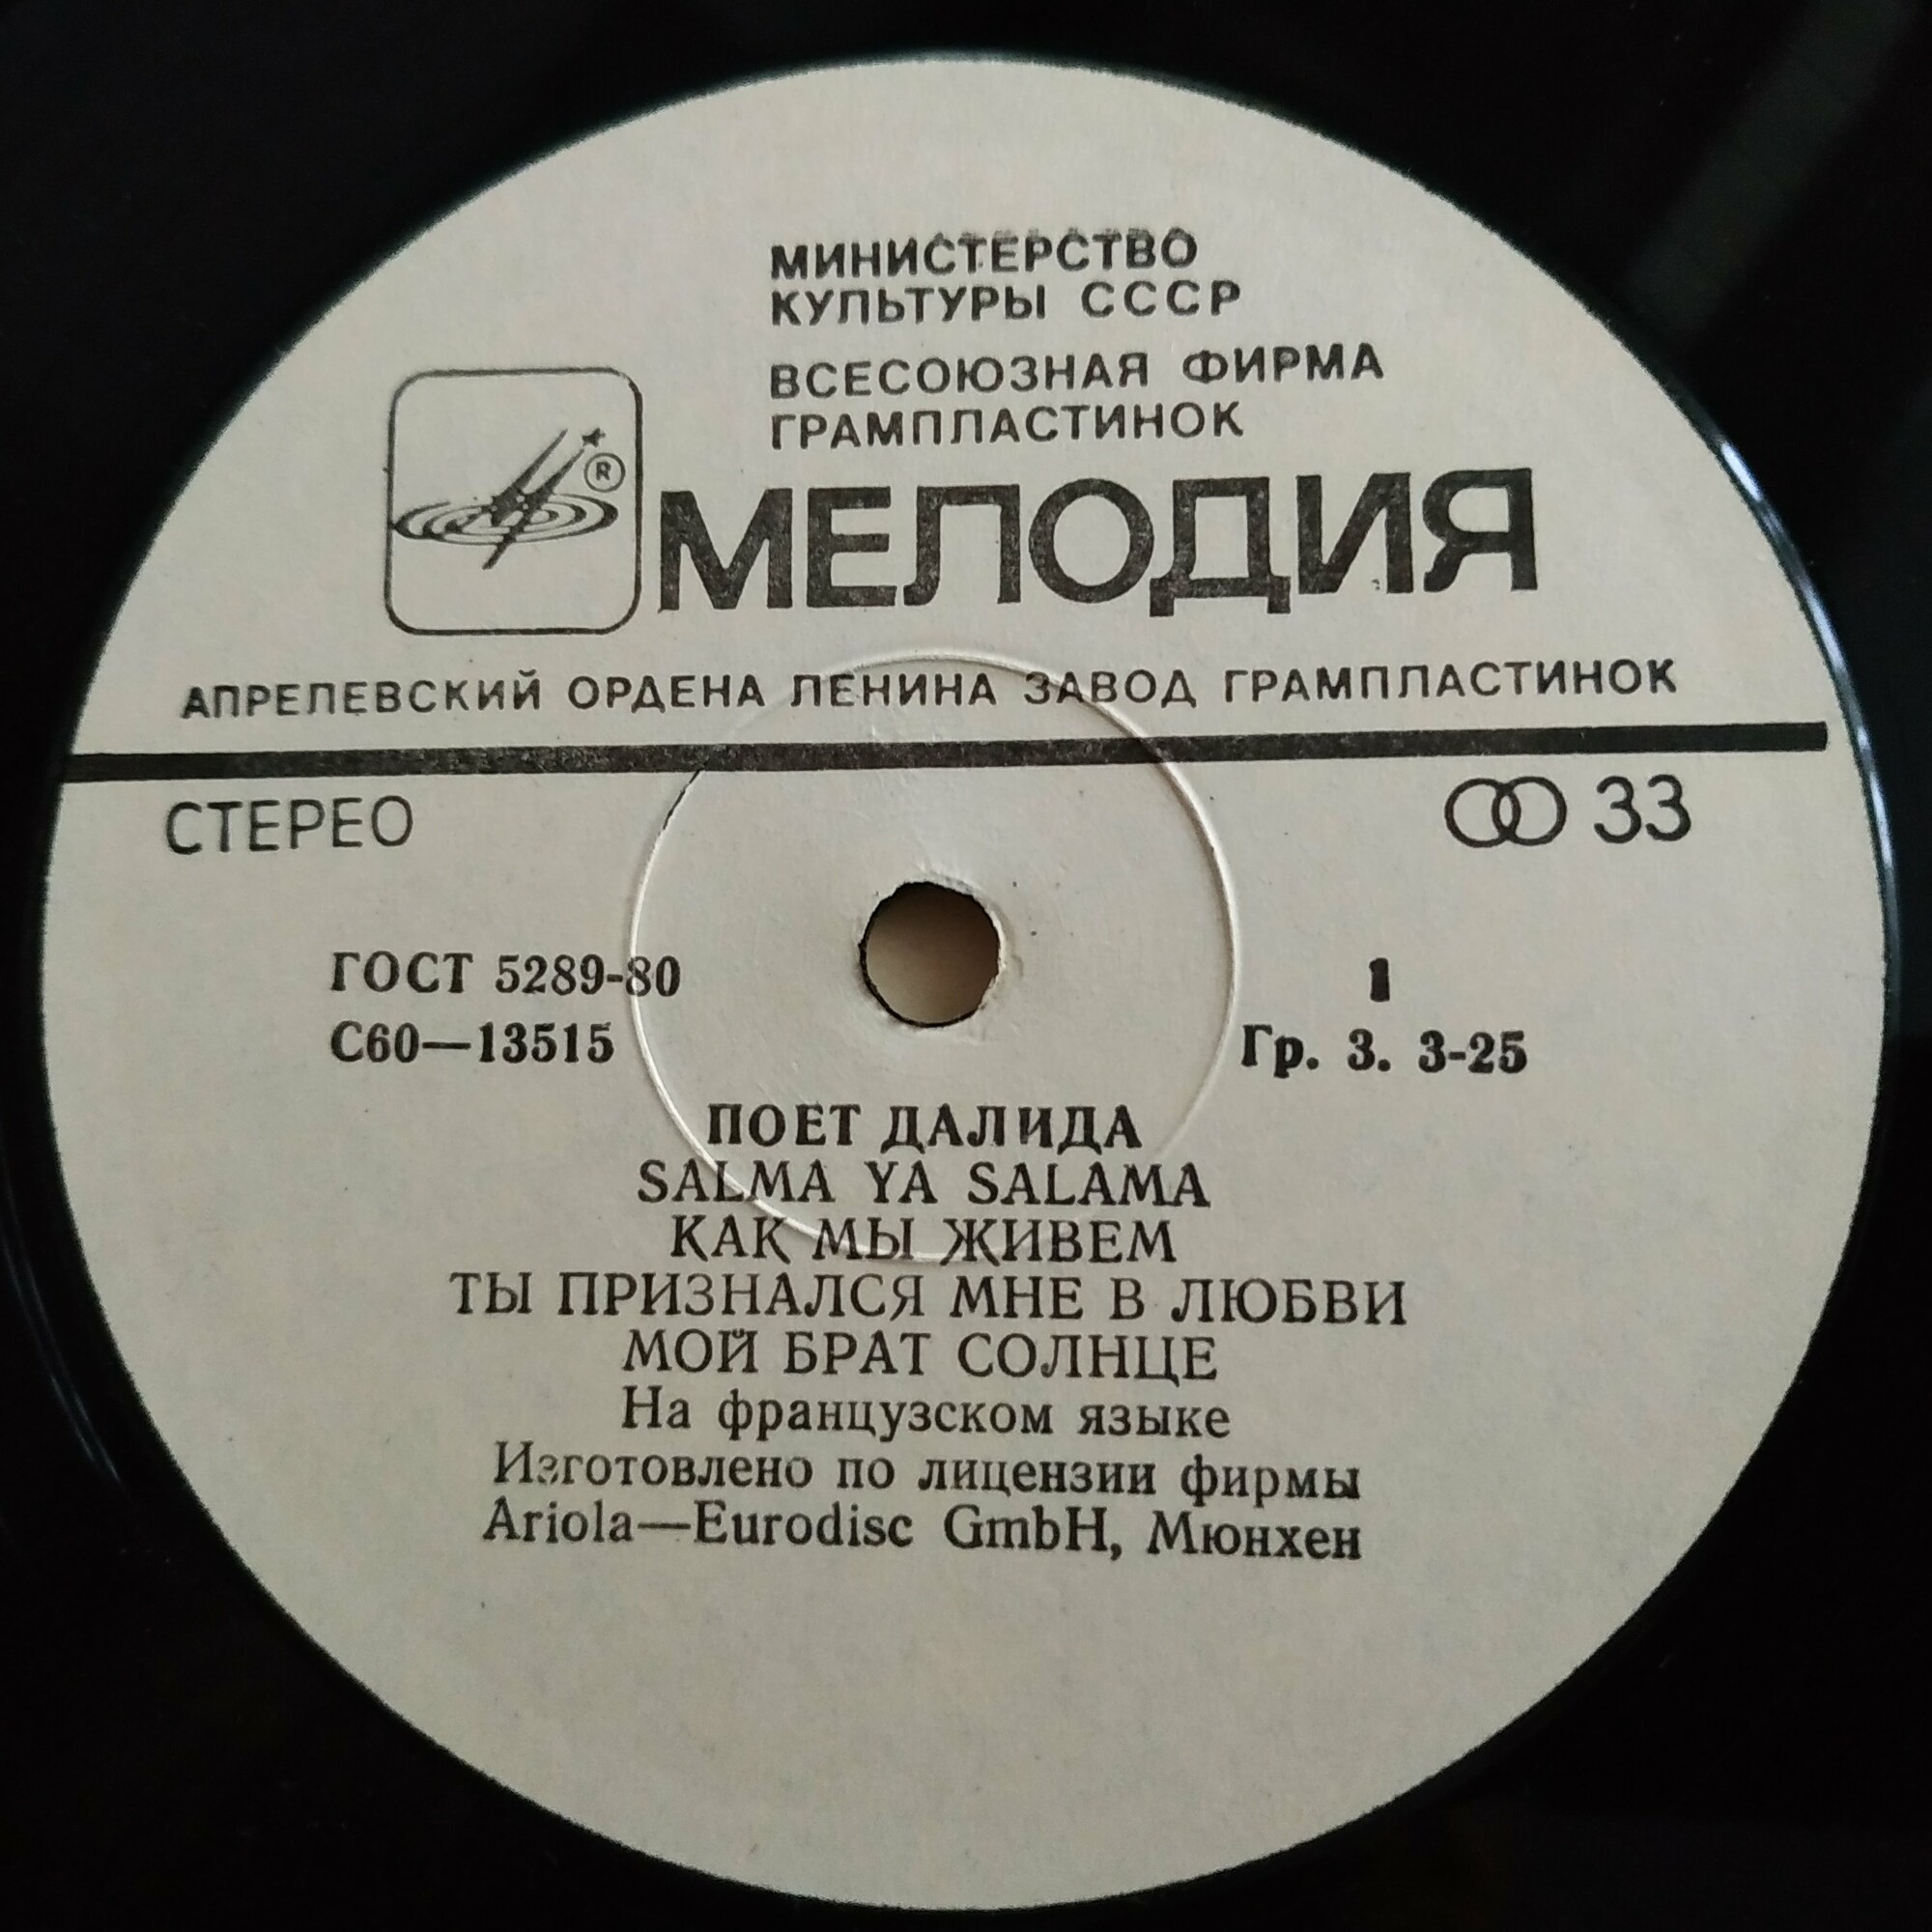 МИНИСТЕРСТВО
КУЛЬТУРЫ СССР
ВСЕСОЮЗНАЯ ФИРМА
ГРАМПЛАСТИНОК
®
МЕЛОДИЯ
АПРЕЛЕВСКИЙ ОРДЕНА ЛЕНИНА ЗАВОД ГРАМПЛАСТИНОК
СТЕРЕО
33
ГОСТ 5289-80
С60—13515
1
Гр. 3. 3-25
ПОЕТ ДАЛИДА
SALMA YA SALAMA
КАК МЫ ЖИВЕМ
ТЫ ПРИЗНАЛСЯ МНЕ В ЛЮБВИ
МОЙ БРАТ СОЛНЦЕ
На французском языке
Изготовлено по лицензии фирмы
Ariola—Eurodisc GmbH, Мюнхен